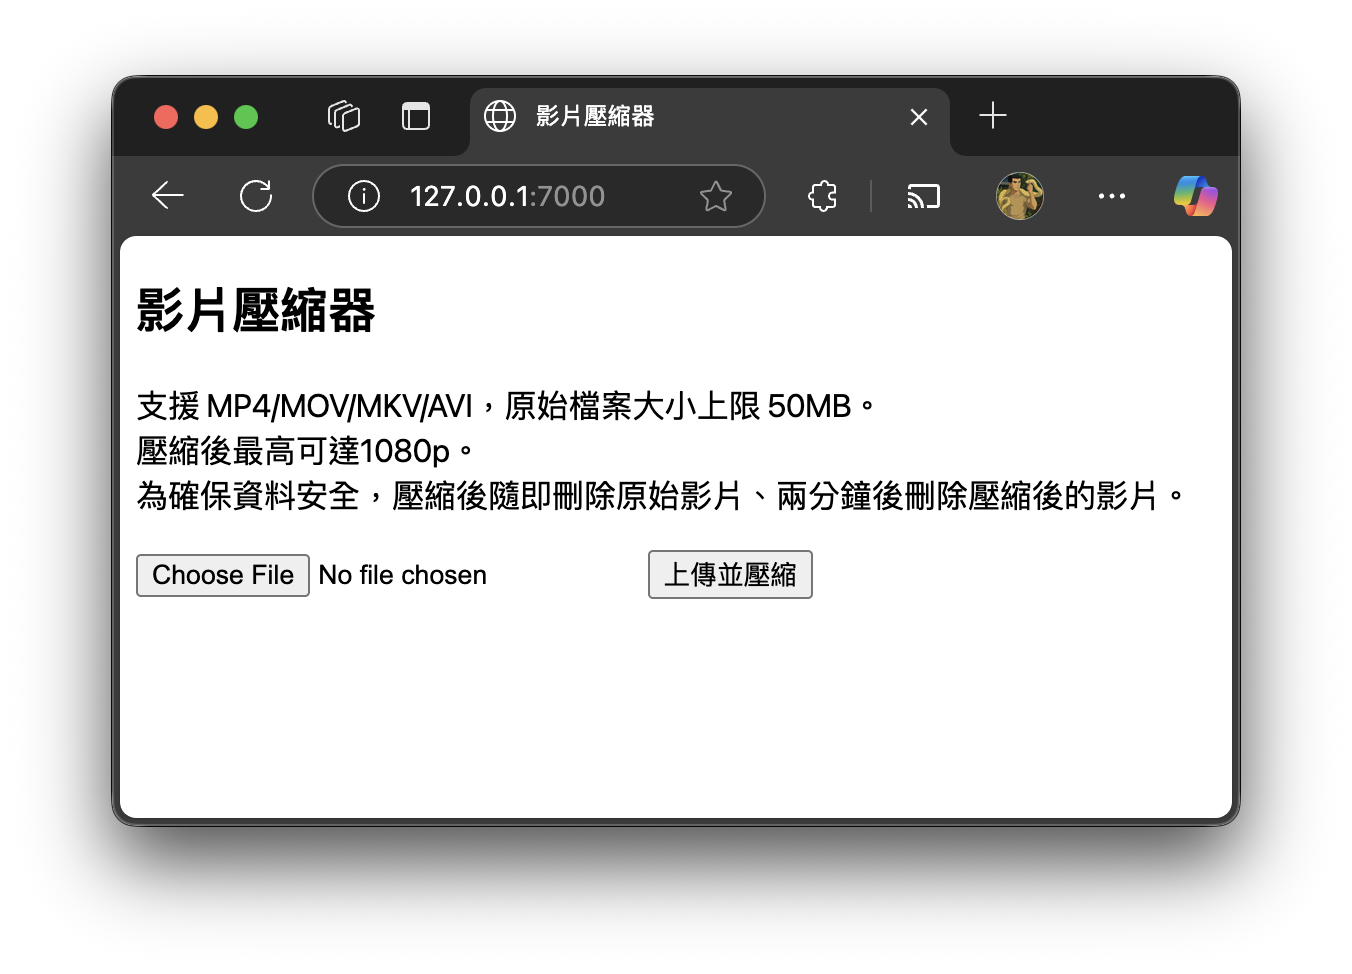 影片壓縮器
127.0.0.1:7000
影片壓縮器
支援 MP4/MOV/MKV/AVI，原始檔案大小上限 50MB。
壓縮後最高可達1080p。
為確保資料安全，壓縮後隨即刪除原始影片、兩分鐘後刪除壓縮後的影片。
Choose File No file chosen 上傳並壓縮